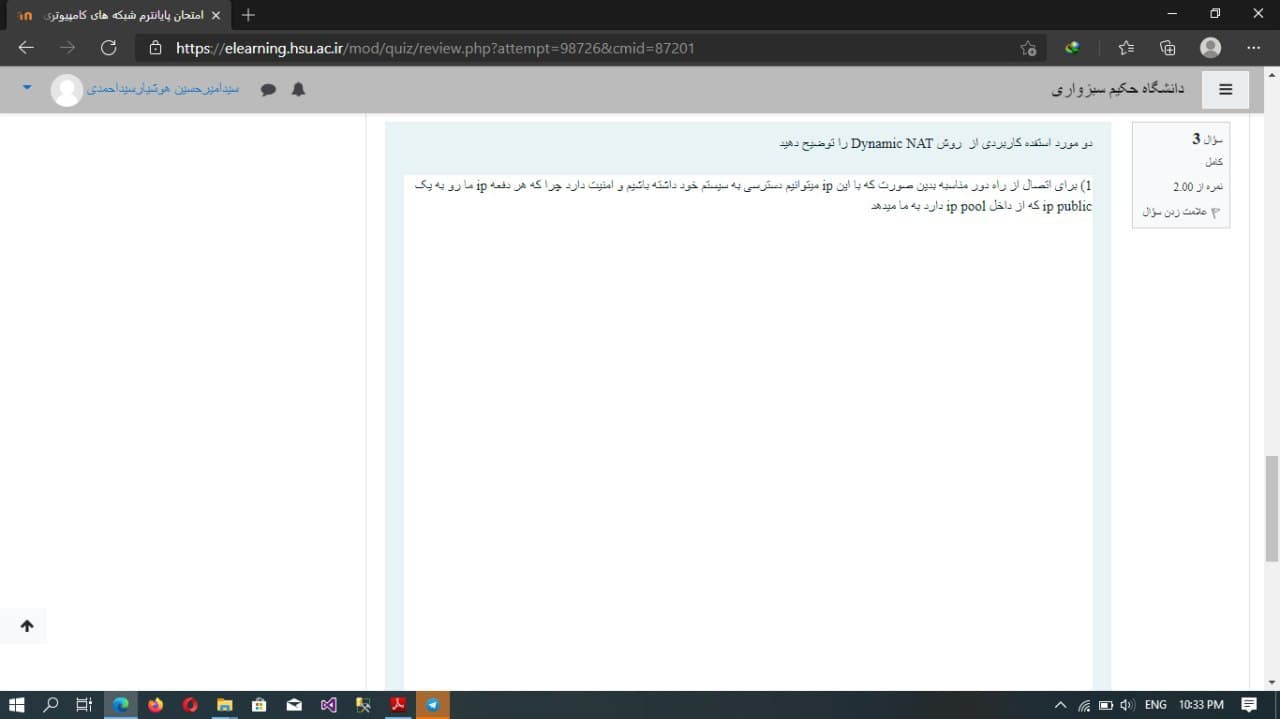 امتحان پایانترم شبکه های کامپیوتری
https://elearning.hsu.ac.ir/mod/quiz/review.php?attempt=98726&cmid=87201
دانشگاه حکیم سبزواری
سیدامیرحسین هوشیارسیداحمدی
سؤال 3
کامل
نمره از 2.00
علامت زدن سؤال
دو مورد استفده کاربردی از روش Dynamic NAT را توضیح دهید
1) برای اتصال از راه دور مناسبه بدین صورت که با این ip میتوانیم دسترسی به سیستم خود داشته باشیم و امنیت دارد چرا که هر دفعه ip ما رو به یک
ip public که از داخل ip pool دارد به ما میدهد
ENG
10:33 PM